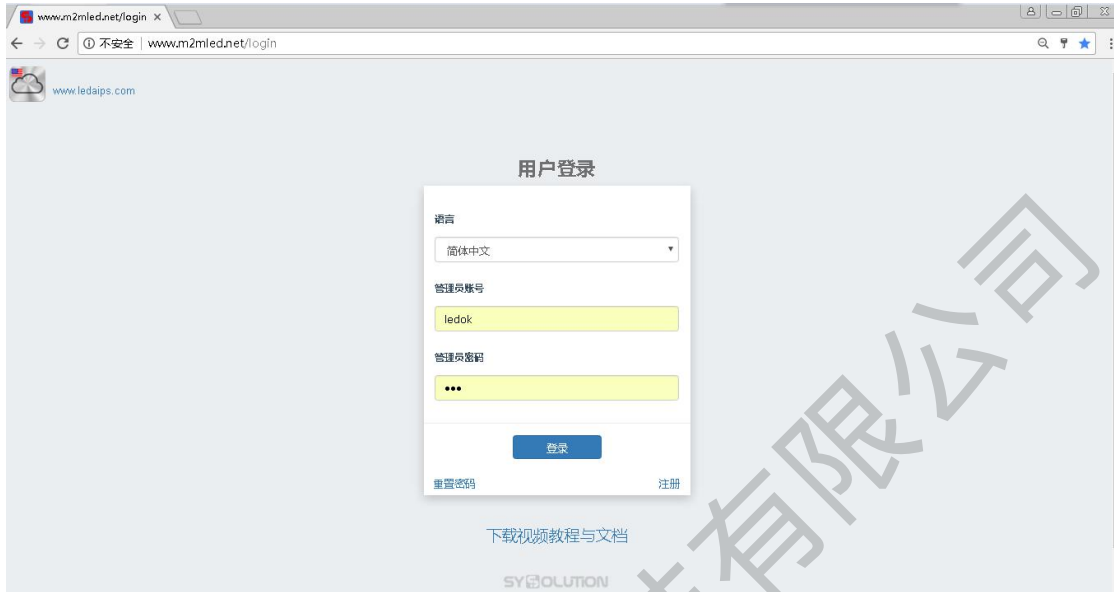 www.m2mled.net/login
不安全 www.m2mled.net/login
www.ledaips.com
用户登录
语言
简体中文
管理员账号
ledok
管理员密码
•••
登录
重置密码 注册
下载视频教程与文档
SYSOLUTION
有限公司